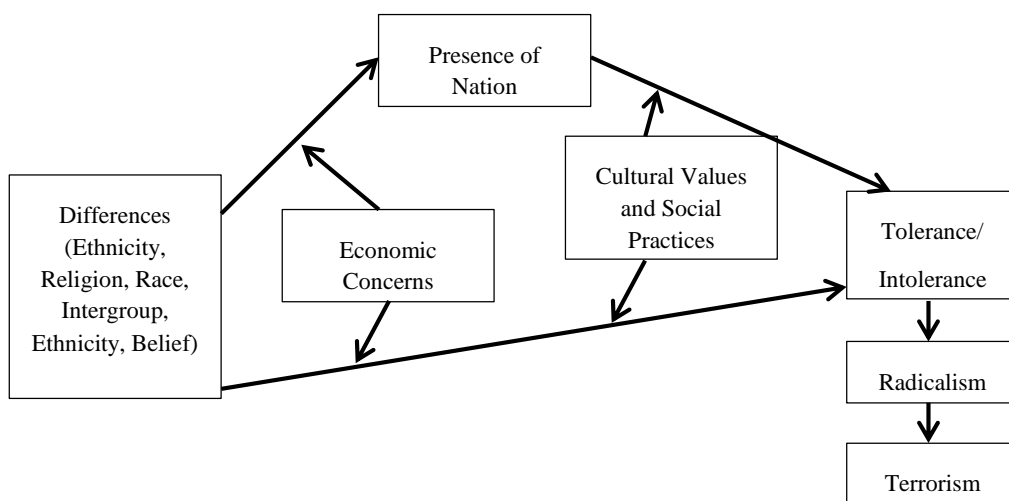 Presence of
Nation
Differences
(Ethnicity,
Religion, Race,
Intergroup,
Ethnicity, Belief)
Economic
Concerns
Cultural Values
and Social
Practices
Tolerance/
Intolerance
Radicalism
Terrorism